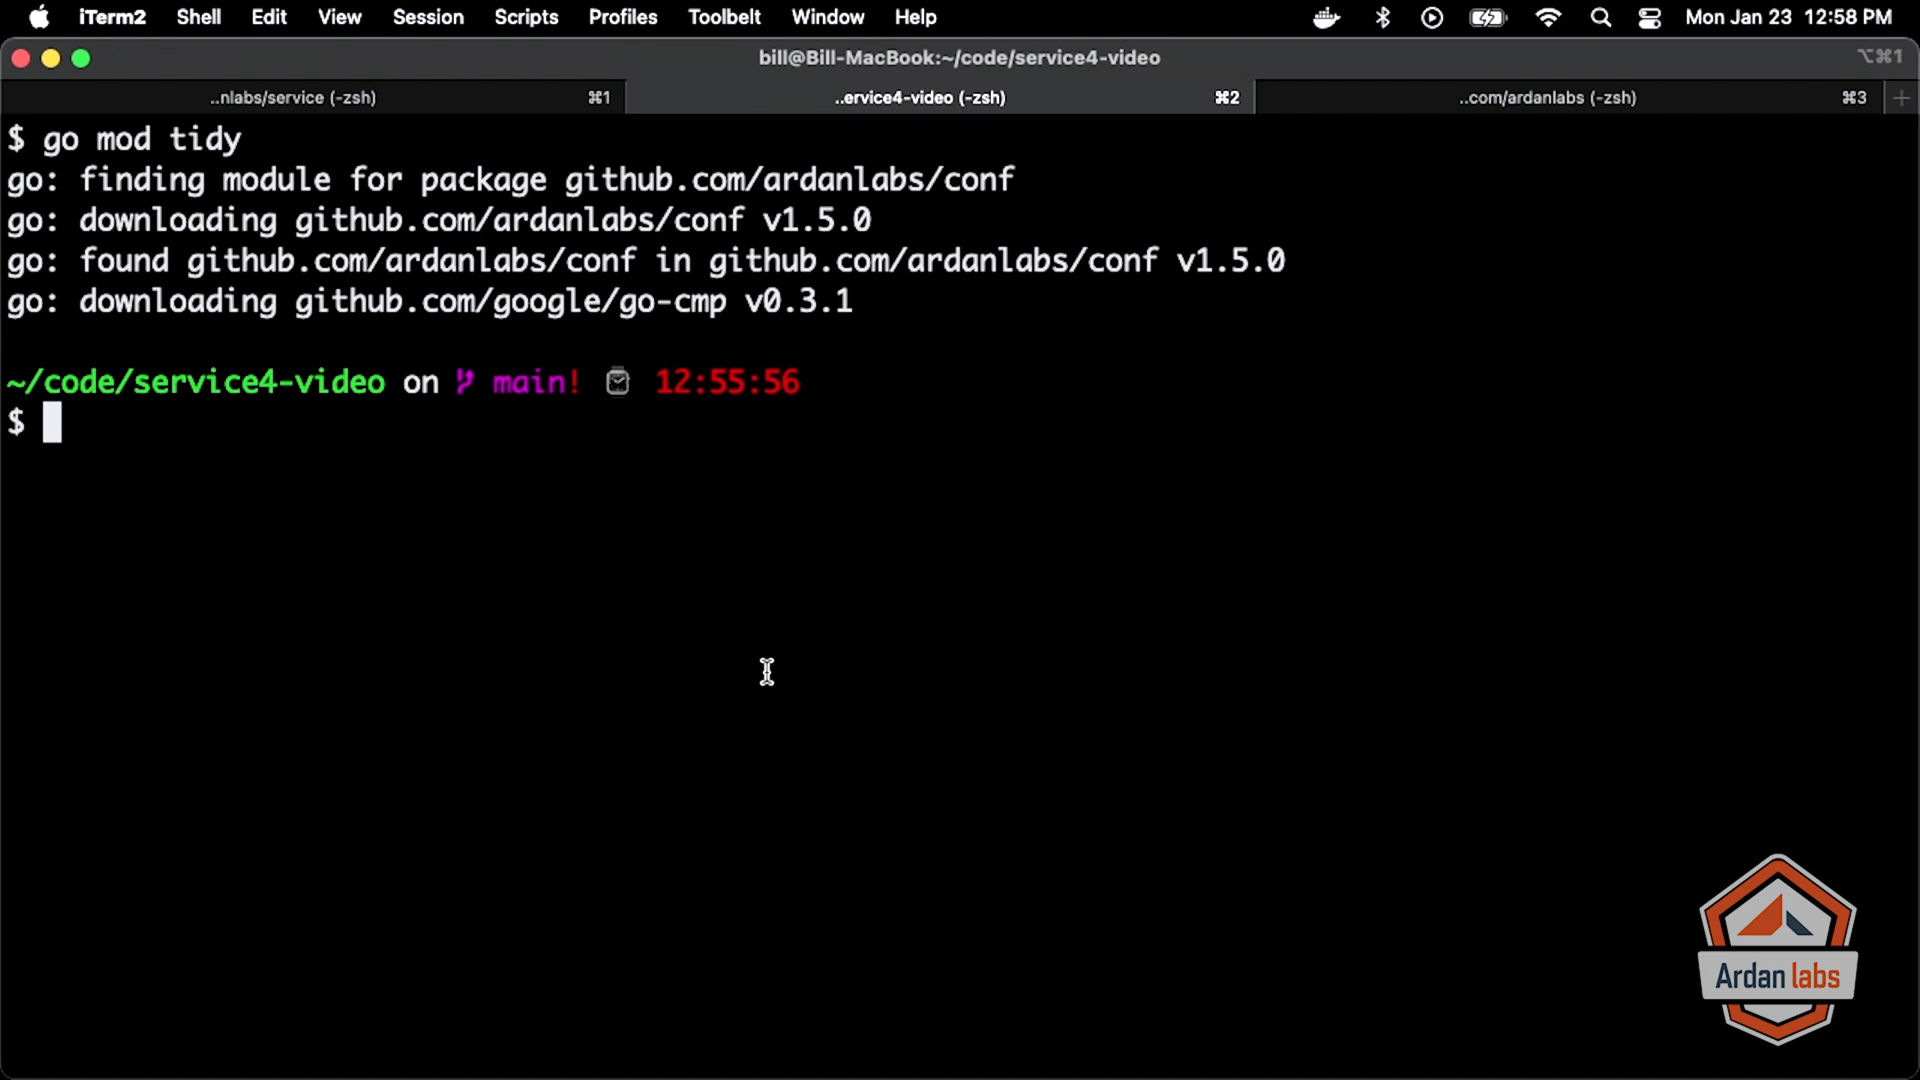 iTerm2 Shell Edit View Session Scripts Profiles Toolbelt Window Help Mon Jan 23 12:58 PM
bill@Bill-MacBook:~/code/service4-video ⌥⌘1
..nlabs/service (-zsh) ⌘1 ..ervice4-video (-zsh) ⌘2 ..com/ardanlabs (-zsh) ⌘3 +
$ go mod tidy
go: finding module for package github.com/ardanlabs/conf
go: downloading github.com/ardanlabs/conf v1.5.0
go: found github.com/ardanlabs/conf in github.com/ardanlabs/conf v1.5.0
go: downloading github.com/google/go-cmp v0.3.1
~/code/service4-video on main! 12:55:56
$
Ardan labs